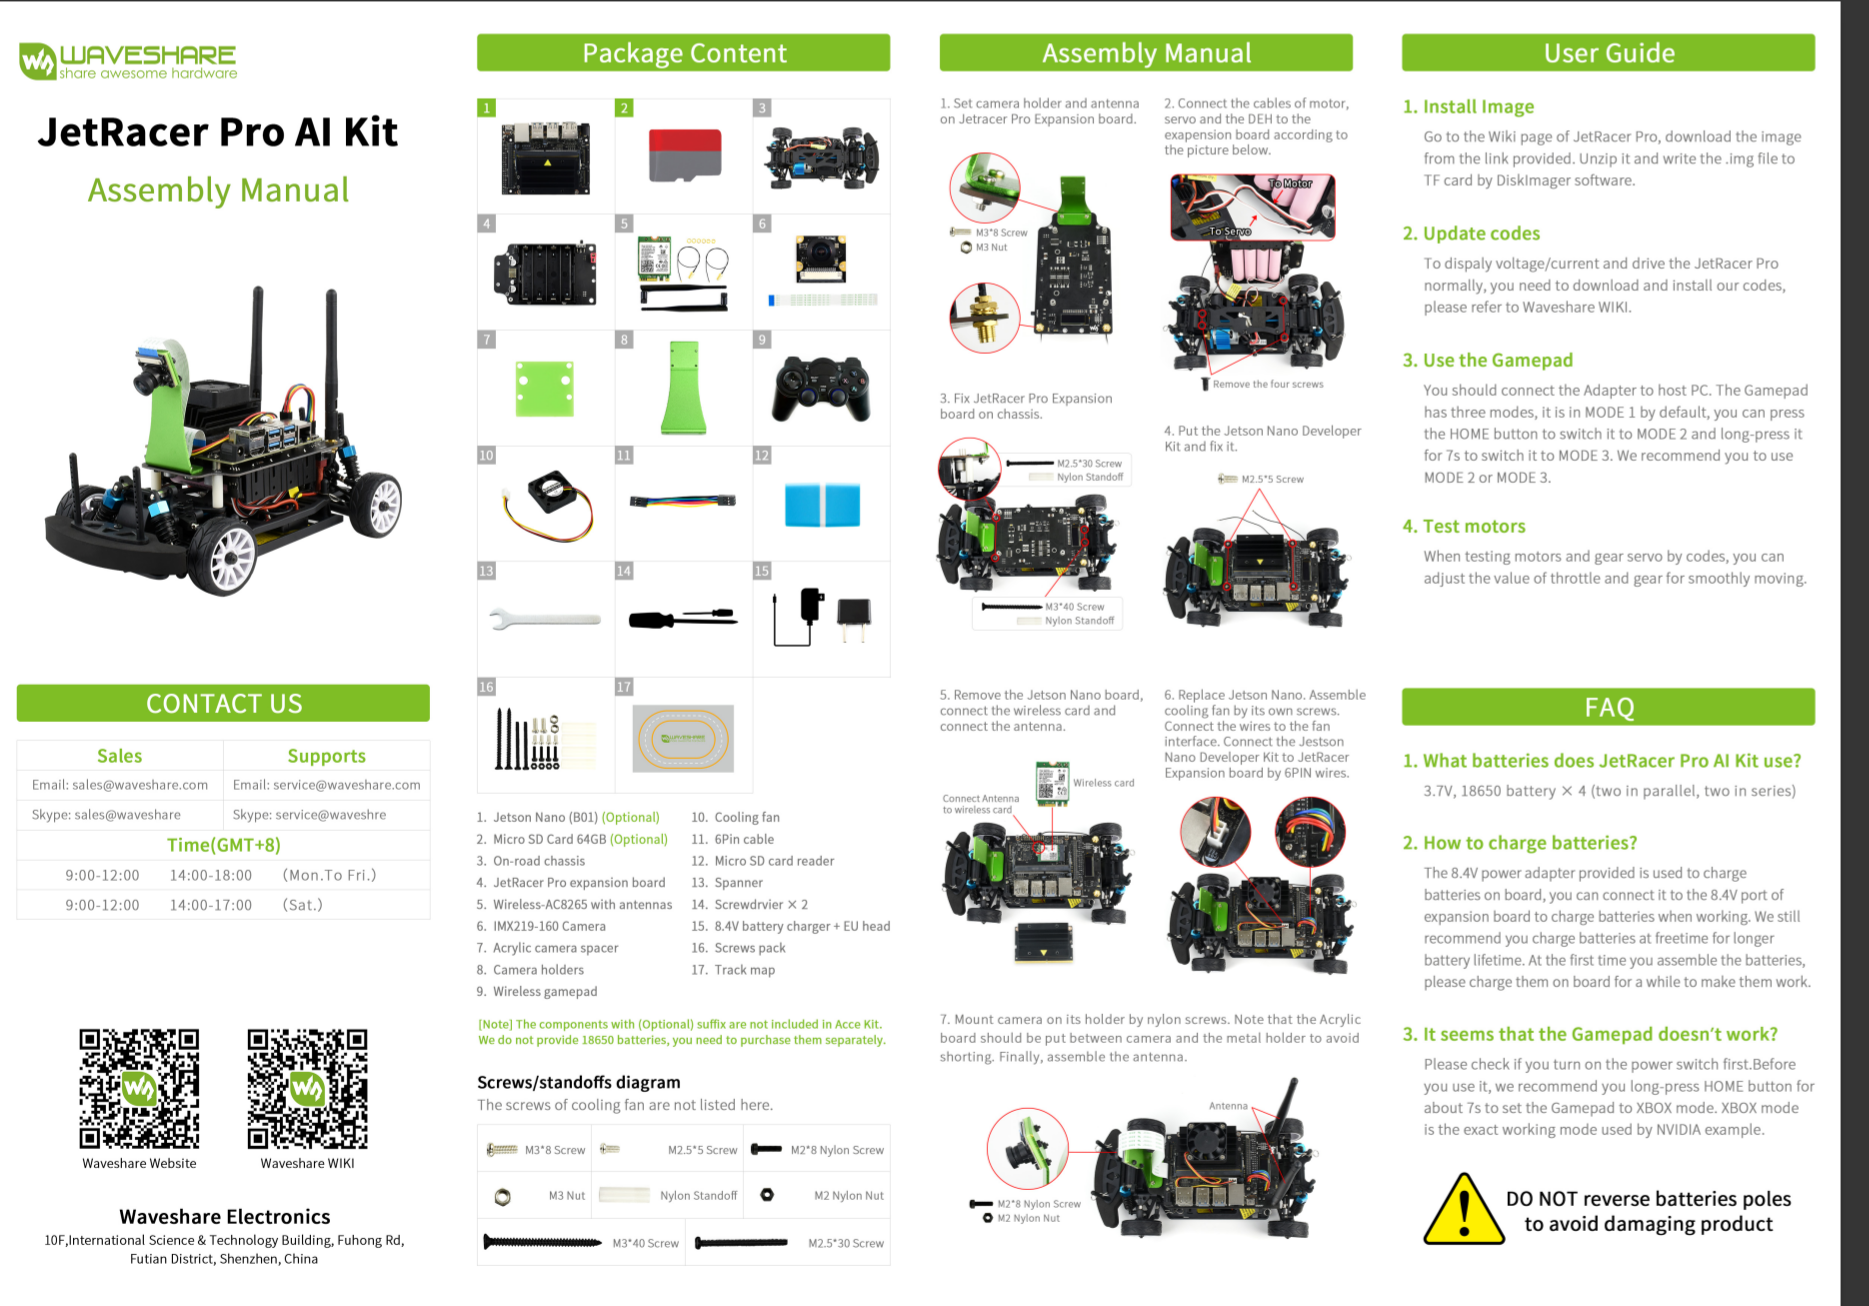 WAVESHARE
share awesome hardware
JetRacer Pro AI Kit
Assembly Manual
CONTACT US
Sales
Supports
Email: sales@waveshare.com
Email: service@waveshare.com
Skype: sales@waveshare
Skype: service@waveshre
Time(GMT+8)
9:00-12:00 14:00-18:00 (Mon.To Fri.)
9:00-12:00 14:00-17:00 (Sat.)
Waveshare Website
Waveshare WIKI
Waveshare Electronics
10F,International Science & Technology Building, Fuhong Rd,
Futian District, Shenzhen, China
Package Content
1
2
3
4
5
6
7
8
9
10
11
12
13
14
15
16
17
WAVESHARE
1. Jetson Nano (B01) (Optional)
2. Micro SD Card 64GB (Optional)
3. On-road chassis
4. JetRacer Pro expansion board
5. Wireless-AC8265 with antennas
6. IMX219-160 Camera
7. Acrylic camera spacer
8. Camera holders
9. Wireless gamepad
10. Cooling fan
11. 6Pin cable
12. Micro SD card reader
13. Spanner
14. Screwdrvier × 2
15. 8.4V battery charger + EU head
16. Screws pack
17. Track map
[Note] The components with (Optional) suffix are not included in Acce Kit.
We do not provide 18650 batteries, you need to purchase them separately.
Screws/standoffs diagram
The screws of cooling fan are not listed here.
M3*8 Screw
M2.5*5 Screw
M2*8 Nylon Screw
M3 Nut
Nylon Standoff
M2 Nylon Nut
M3*40 Screw
M2.5*30 Screw
Assembly Manual
1. Set camera holder and antenna
on Jetracer Pro Expansion board.
M3*8 Screw
M3 Nut
2. Connect the cables of motor,
servo and the DEH to the
exapension board according to
the picture below.
To Motor
To Servo
Remove the four screws
3. Fix JetRacer Pro Expansion
board on chassis.
M2.5*30 Screw
Nylon Standoff
M3*40 Screw
Nylon Standoff
4. Put the Jetson Nano Developer
Kit and fix it.
M2.5*5 Screw
5. Remove the Jetson Nano board,
connect the wireless card and
connect the antenna.
Wireless card
Connect Antenna
to wireless card
6. Replace Jetson Nano. Assemble
cooling fan by its own screws.
Connect the wires to the fan
interface. Connect the Jestson
Nano Developer Kit to JetRacer
Expansion board by 6PIN wires.
7. Mount camera on its holder by nylon screws. Note that the Acrylic
board should be put between camera and the metal holder to avoid
shorting. Finally, assemble the antenna.
Antenna
M2*8 Nylon Screw
M2 Nylon Nut
User Guide
1. Install Image
Go to the Wiki page of JetRacer Pro, download the image
from the link provided. Unzip it and write the .img file to
TF card by DiskImager software.
2. Update codes
To dispaly voltage/current and drive the JetRacer Pro
normally, you need to download and install our codes,
please refer to Waveshare WIKI.
3. Use the Gamepad
You should connect the Adapter to host PC. The Gamepad
has three modes, it is in MODE 1 by default, you can press
the HOME button to switch it to MODE 2 and long-press it
for 7s to switch it to MODE 3. We recommend you to use
MODE 2 or MODE 3.
4. Test motors
When testing motors and gear servo by codes, you can
adjust the value of throttle and gear for smoothly moving.
FAQ
1. What batteries does JetRacer Pro AI Kit use?
3.7V, 18650 battery × 4 (two in parallel, two in series)
2. How to charge batteries?
The 8.4V power adapter provided is used to charge
batteries on board, you can connect it to the 8.4V port of
expansion board to charge batteries when working. We still
recommend you charge batteries at freetime for longer
battery lifetime. At the first time you assemble the batteries,
please charge them on board for a while to make them work.
3. It seems that the Gamepad doesn't work?
Please check if you turn on the power switch first.Before
you use it, we recommend you long-press HOME button for
about 7s to set the Gamepad to XBOX mode. XBOX mode
is the exact working mode used by NVIDIA example.
DO NOT reverse batteries poles
to avoid damaging product